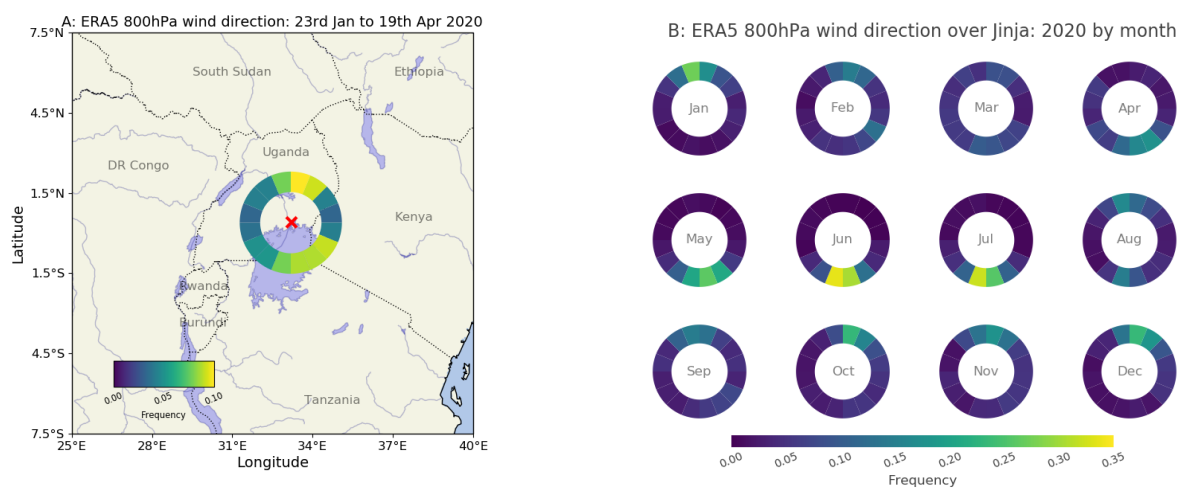 A: ERA5 800hPa wind direction: 23rd Jan to 19th Apr 2020
7.5°N
4.5°N
1.5°N
1.5°S
4.5°S
7.5°S
Latitude
South Sudan
Ethiopia
Uganda
DR Congo
Kenya
Rwanda
Burundi
Tanzania
0.00 0.05 0.10
Frequency
25°E 28°E 31°E 34°E 37°E 40°E
Longitude
B: ERA5 800hPa wind direction over Jinja: 2020 by month
Jan Feb Mar Apr
May Jun Jul Aug
Sep Oct Nov Dec
0.00 0.05 0.10 0.15 0.20 0.25 0.30 0.35
Frequency